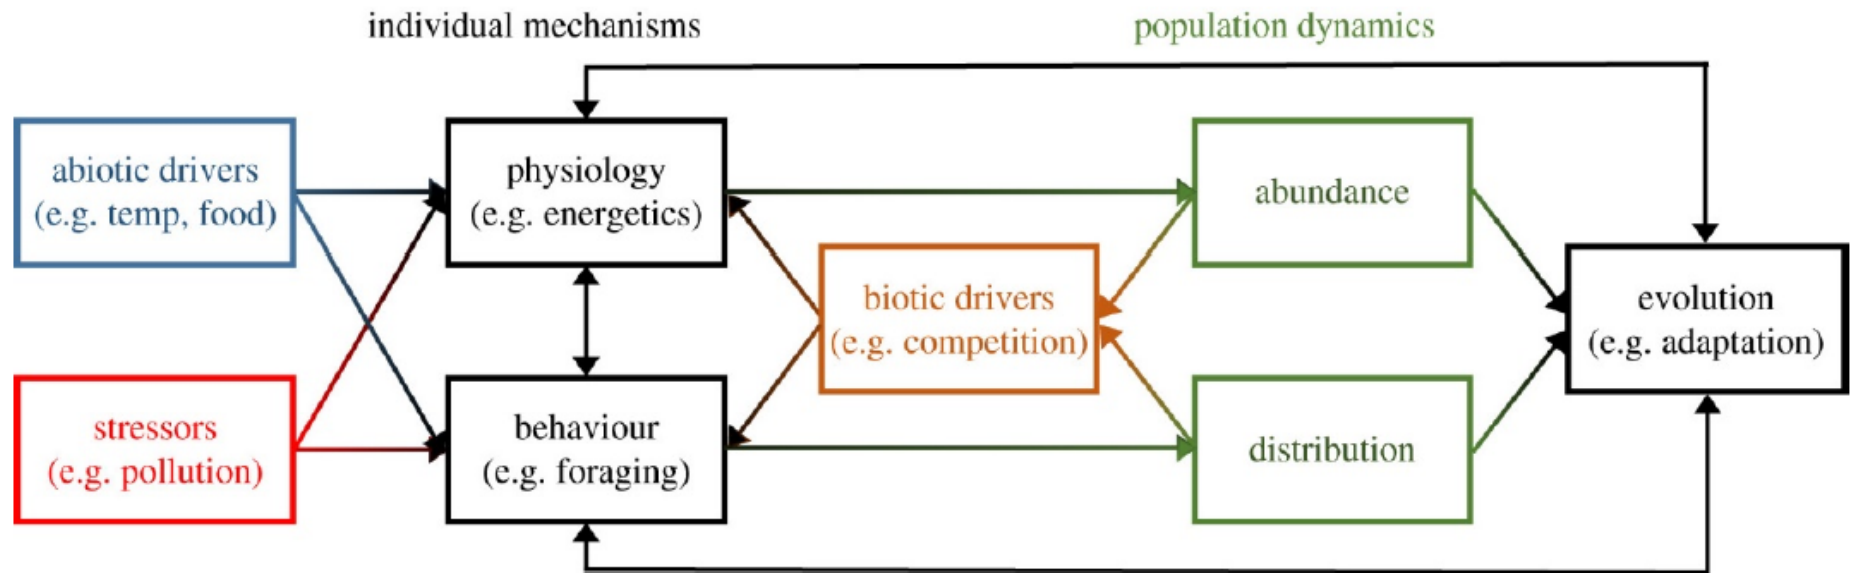 individual mechanisms
population dynamics
abiotic drivers
(e.g. temp, food)
physiology
(e.g. energetics)
abundance
biotic drivers
(e.g. competition)
evolution
(e.g. adaptation)
stressors
(e.g. pollution)
behaviour
(e.g. foraging)
distribution